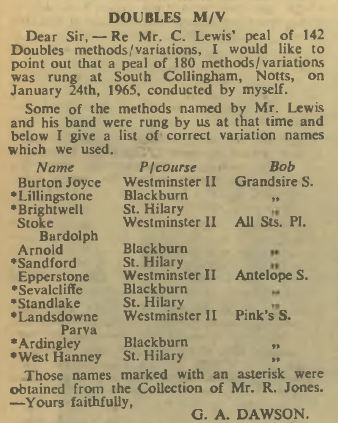 DOUBLES M/V
Dear Sir, — Re Mr. C. Lewis' peal of 142
Doubles methods/variations, I would like to
point out that a peal of 180 methods/variations
was rung at South Collingham, Notts, on
January 24th, 1965, conducted by myself.
Some of the methods named by Mr. Lewis
and his band were rung by us at that time and
below I give a list of correct variation names
which we used.
Name P/course Bob
Burton Joyce Westminster II Grandsire S.
*Lillingstone Blackburn ,,
*Brightwell St. Hilary ,,
Stoke Westminster II All Sts. Pl.
Bardolph
Arnold Blackburn ,,
*Sandford St. Hilary ,,
Epperstone Westminster II Antelope S.
*Sevalcliffe Blackburn ,,
*Standlake St. Hilary ,,
*Landsdowne Westminster II Pink's S.
Parva
*Ardingley Blackburn ,,
*West Hanney St. Hilary ,,
Those names marked with an asterisk were
obtained from the Collection of Mr. R. Jones.
—Yours faithfully,
G. A. DAWSON.